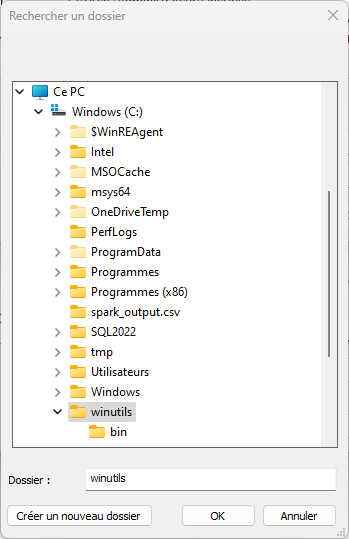 Rechercher un dossier
Ce PC
Windows (C:)
$WinREAgent
Intel
MSOCache
msys64
OneDriveTemp
PerfLogs
ProgramData
Programmes
Programmes (x86)
spark_output.csv
SQL2022
tmp
Utilisateurs
Windows
winutils
bin
Dossier : winutils
Créer un nouveau dossier OK Annuler